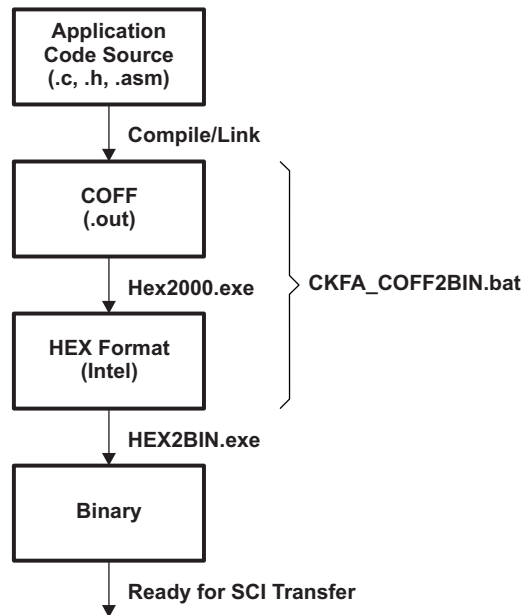 Application
Code Source
(.c, .h, .asm)
Compile/Link
COFF
(.out)
Hex2000.exe
CKFA_COFF2BIN.bat
HEX Format
(Intel)
HEX2BIN.exe
Binary
Ready for SCI Transfer